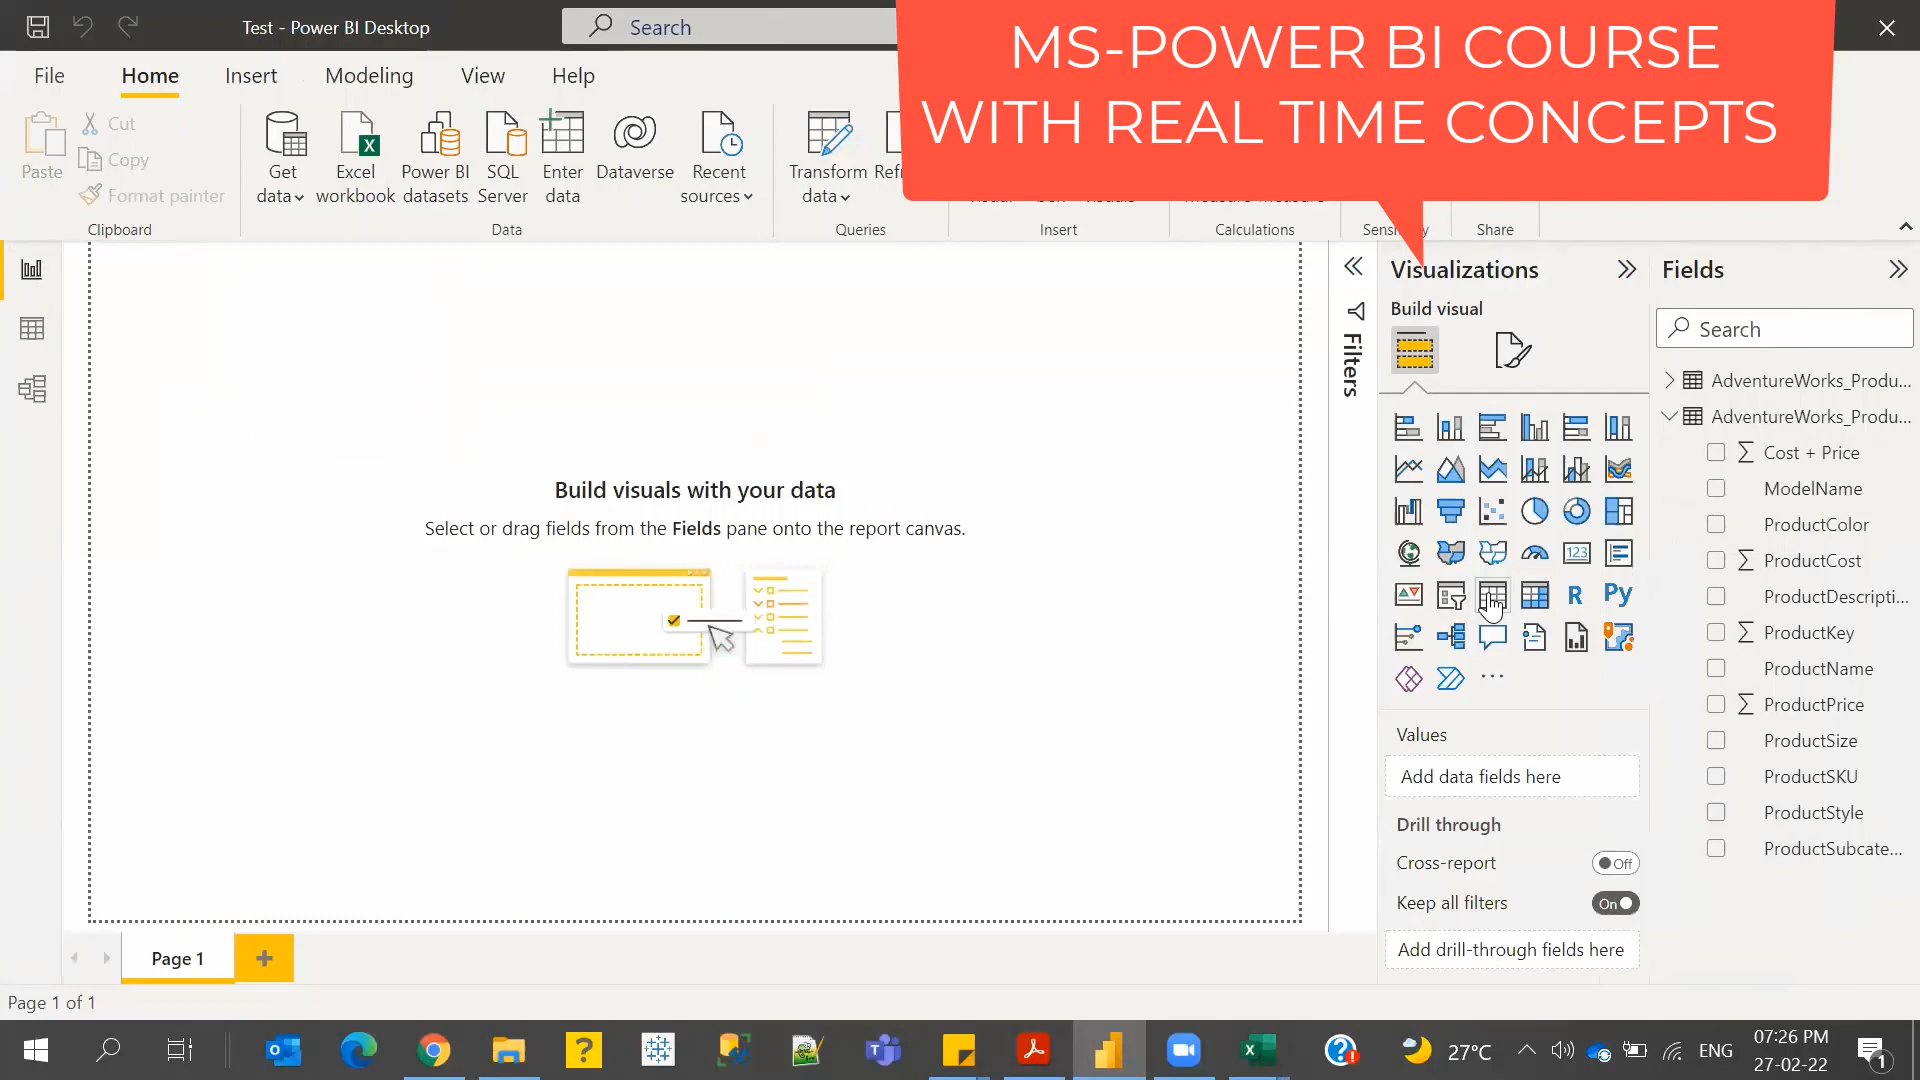 Test - Power BI Desktop
Search
MS-POWER BI COURSE
WITH REAL TIME CONCEPTS
File
Home
Insert
Modeling
View
Help
Paste
Cut
Copy
Format painter
Clipboard
Get
data
Excel
workbook
Power BI
datasets
SQL
Server
Enter
data
Dataverse
Recent
sources
Data
Transform
data
Queries
Insert
Calculations
Share
Build visuals with your data
Select or drag fields from the Fields pane onto the report canvas.
Filters
Visualizations
Build visual
123
R
Py
Values
Add data fields here
Drill through
Cross-report
Off
Keep all filters
On
Add drill-through fields here
Fields
Search
AdventureWorks_Produ...
AdventureWorks_Produ...
Cost + Price
ModelName
ProductColor
ProductCost
ProductDescripti...
ProductKey
ProductName
ProductPrice
ProductSize
ProductSKU
ProductStyle
ProductSubcate...
Page 1
Page 1 of 1
27°C
ENG
07:26 PM
27-02-22
1